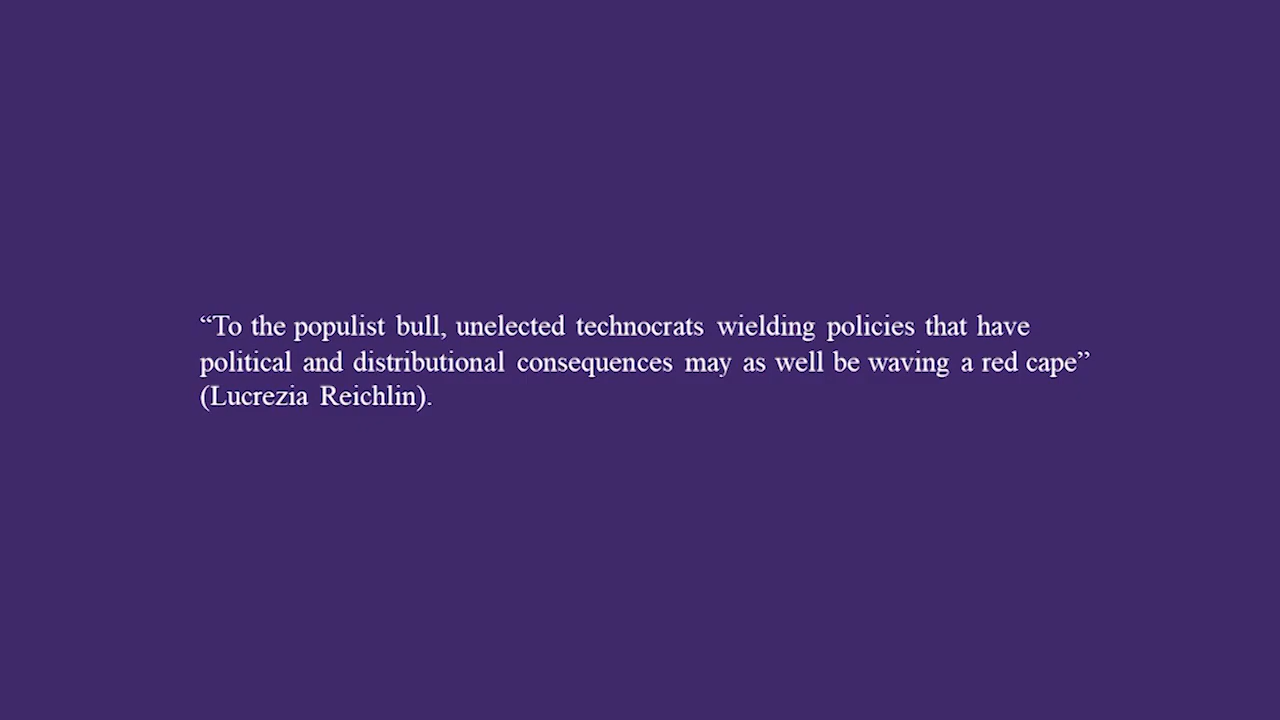 “To the populist bull, unelected technocrats wielding policies that have
political and distributional consequences may as well be waving a red cape”
(Lucrezia Reichlin).